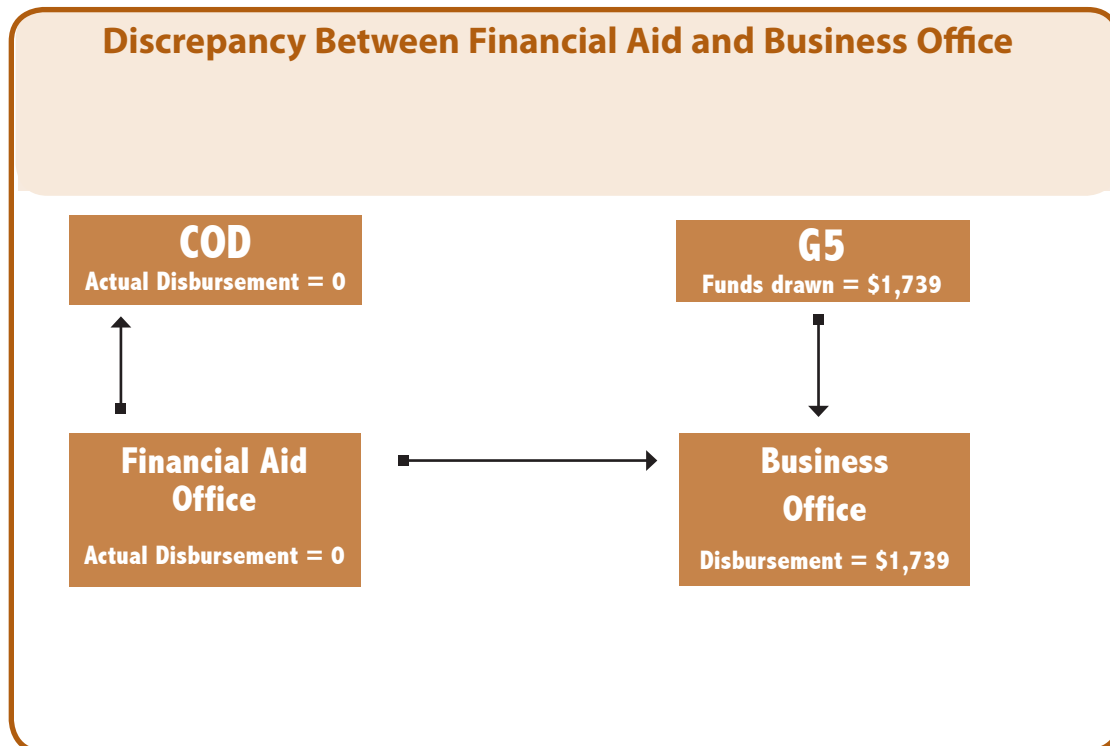 Discrepancy Between Financial Aid and Business Office
COD
Actual Disbursement = 0
G5
Funds drawn = $1,739
Financial Aid
Office
Actual Disbursement = 0
Business
Office
Disbursement = $1,739